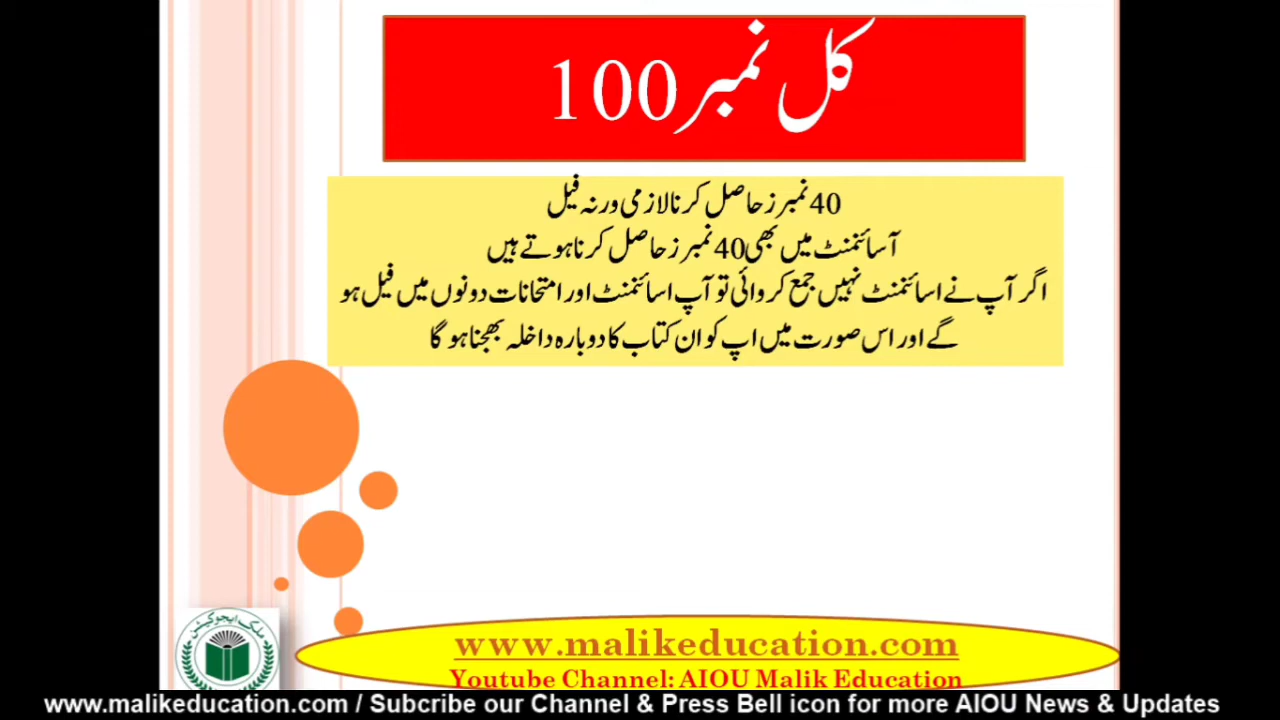 کل نمبر 100
40 نمبرز حاصل کرنا لازمی ورنہ فیل
آسائنمنٹ میں بھی 40 نمبرز حاصل کرنا ہوتے ہیں
اگر آپ نے اسائنمنٹ نہیں جمع کروائی تو آپ اسائنمنٹ اور امتحانات دونوں میں فیل ہو
گے اور اس صورت میں اپ کو ان کتاب کا دوبارہ داخلہ بھجنا ہو گا
ملک ایجوکیشن
www.malikeducation.com
Youtube Channel: AIOU Malik Education
www.malikeducation.com / Subcribe our Channel & Press Bell icon for more AIOU News & Updates